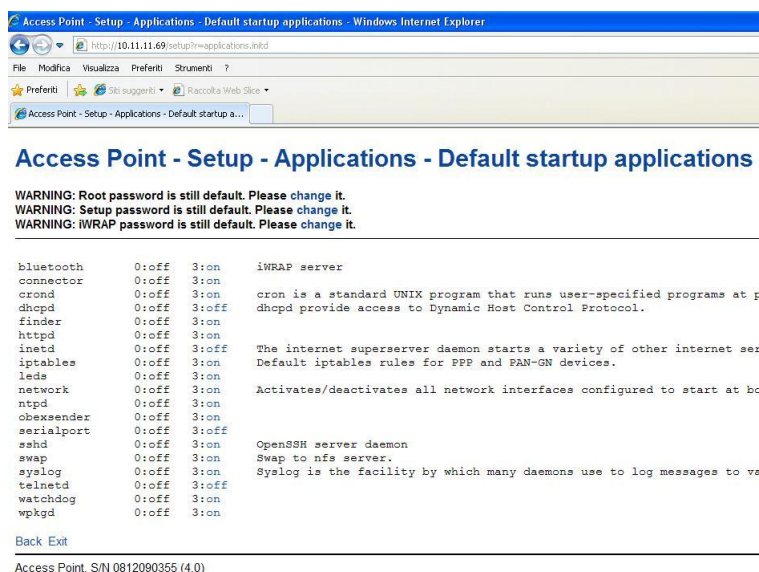 Access Point - Setup - Applications - Default startup applications - Windows Internet Explorer
http://10.11.11.69/setup?r=applications.initd
File Modifica Visualizza Preferiti Strumenti ?
Preferiti Siti suggeriti Raccolta Web Slice
Access Point - Setup - Applications - Default startup a...
Access Point - Setup - Applications - Default startup applications
WARNING: Root password is still default. Please change it.
WARNING: Setup password is still default. Please change it.
WARNING: iWRAP password is still default. Please change it.
bluetooth 0:off 3:on iWRAP server
connector 0:off 3:on
crond 0:off 3:on cron is a standard UNIX program that runs user-specified programs at p
dhcpd 0:off 3:off dhcpd provide access to Dynamic Host Control Protocol.
finder 0:off 3:on
httpd 0:off 3:on
inetd 0:off 3:off The internet superserver daemon starts a variety of other internet ser
iptables 0:off 3:on Default iptables rules for PPP and PAN-GN devices.
leds 0:off 3:on
network 0:off 3:on Activates/deactivates all network interfaces configured to start at bo
ntpd 0:off 3:on
obexsender 0:off 3:on
serialport 0:off 3:off
sshd 0:off 3:on OpenSSH server daemon
swap 0:off 3:on Swap to nfs server.
syslog 0:off 3:on Syslog is the facility by which many daemons use to log messages to va
telnetd 0:off 3:off
watchdog 0:off 3:on
wpkgd 0:off 3:on
Back Exit
Access Point, S/N 0812090355 (4.0)